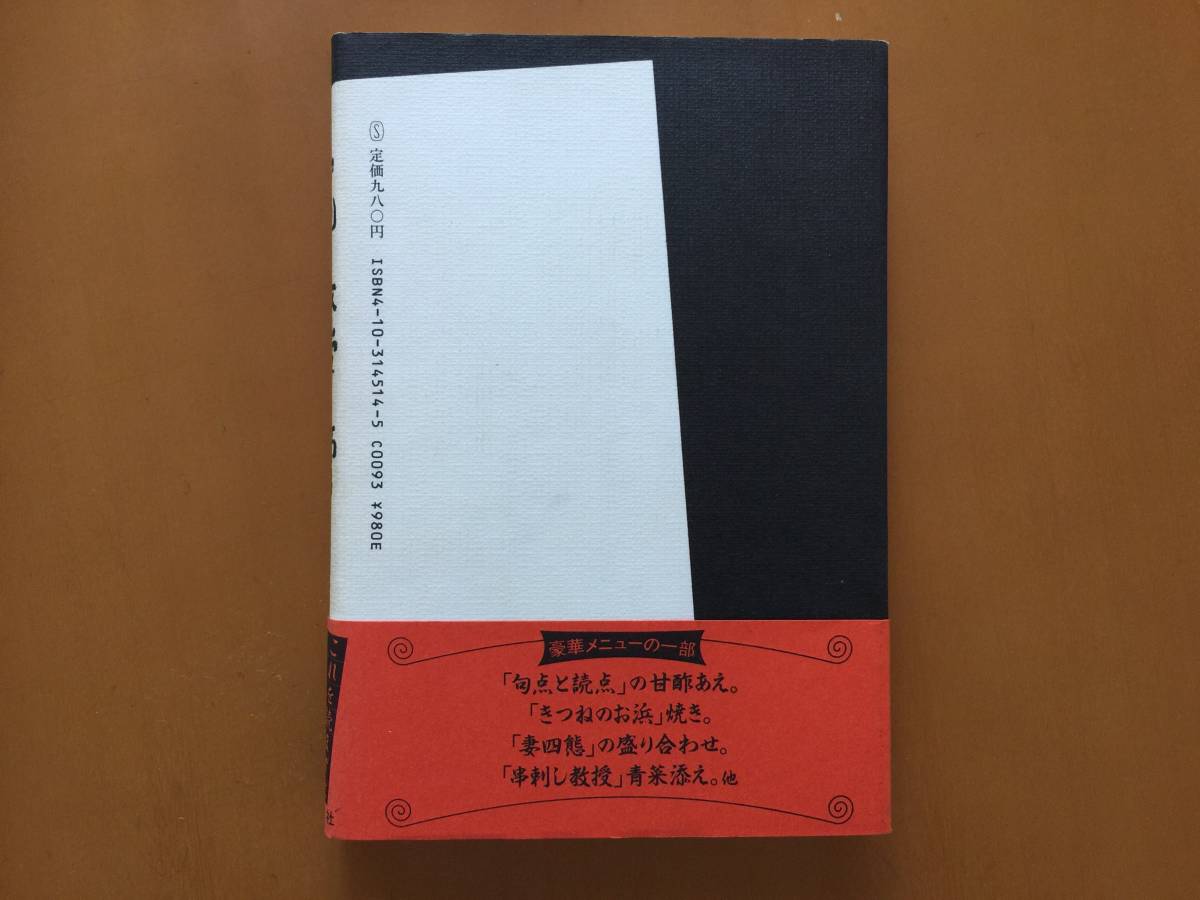 定価九八〇円 ISBN4-10-314514-5 C0093 ¥980E
豪華メニューの一部
「句点と読点」の甘酢あえ。
「きつねのお浜」焼き。
「妻四態」の盛り合わせ。
「串刺し教授」青菜添え。他
社